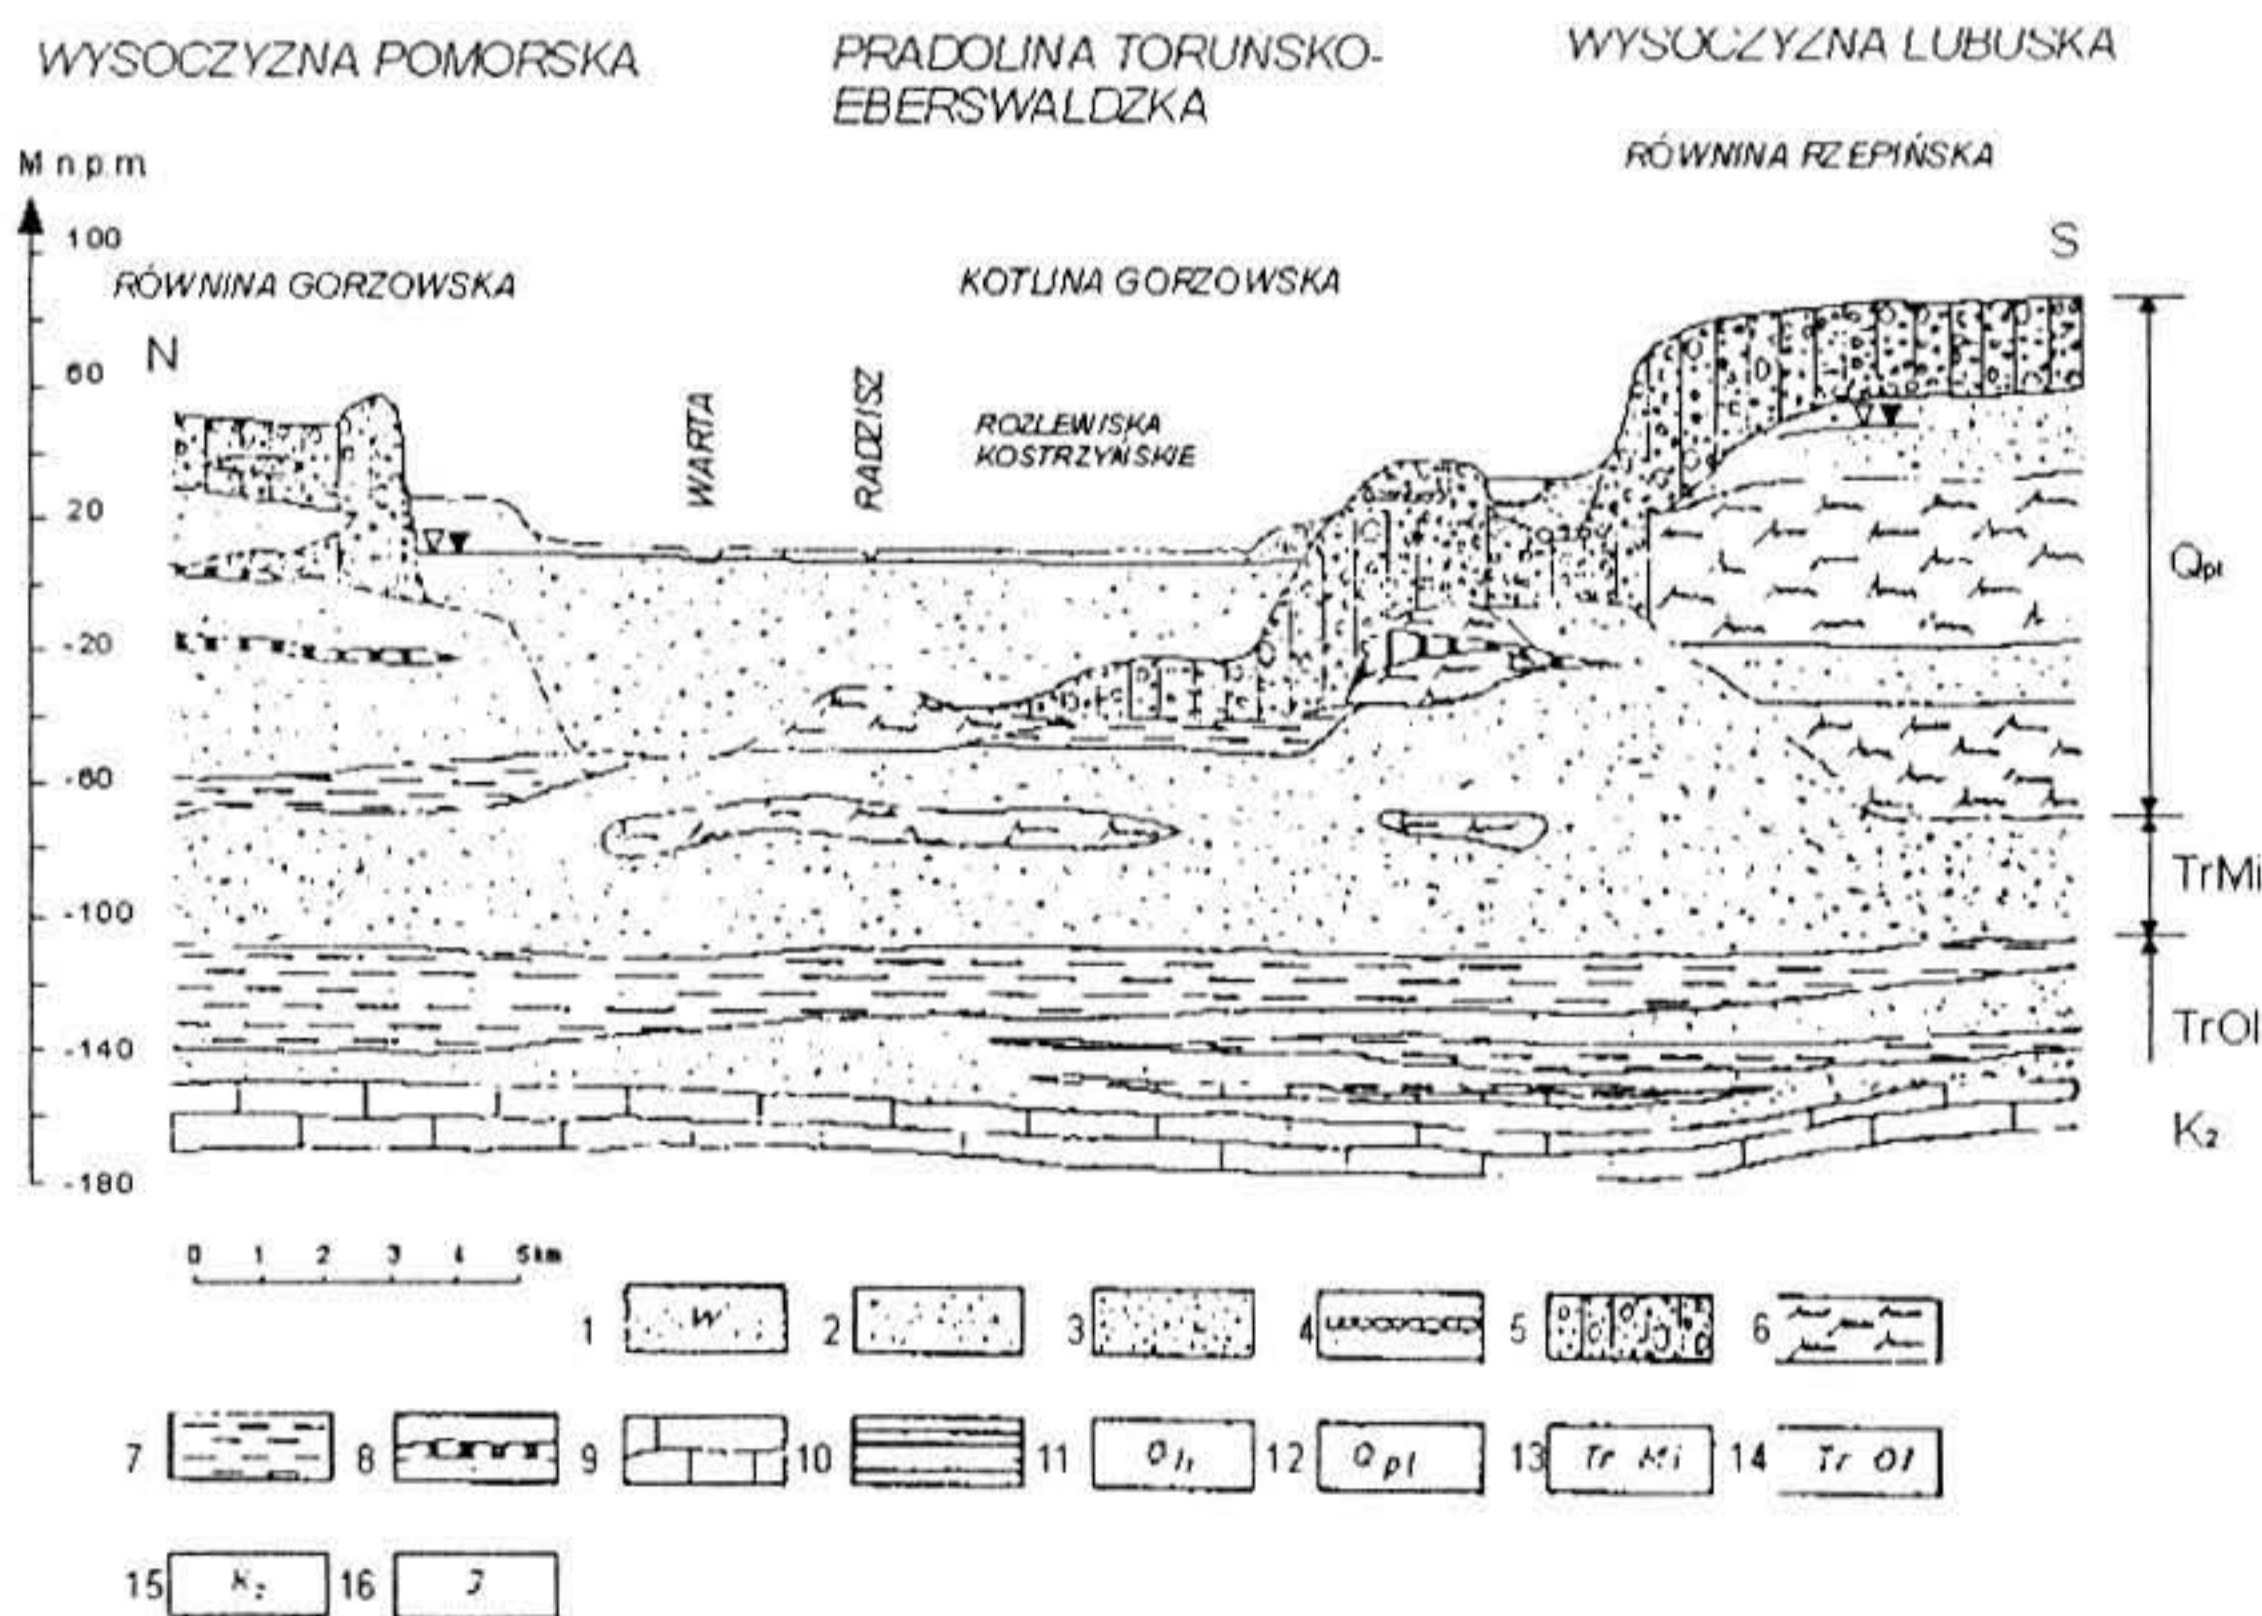 WYSOCZYZNA POMORSKA
PRADOLINA TORUNSKO-
EBERSWALDZKA
WYSOCZYZNA LUBUSKA
RÓWNINA RZEPIŃSKA
M n p m
100
60
20
-20
-60
-100
-140
-180
RÓWNINA GORZOWSKA
KOTLINA GORZOWSKA
N
S
WARTA
RADZISZ
ROZLEWISKA
KOSTRZYŃSKIE
Qpl
TrMi
TrOl
K2
0 1 2 3 4 5 km
1 W 2 3 4 5 6
7 8 9 10 11 Qh 12 Qpl 13 Tr Mi 14 Tr Ol
15 K2 16 J